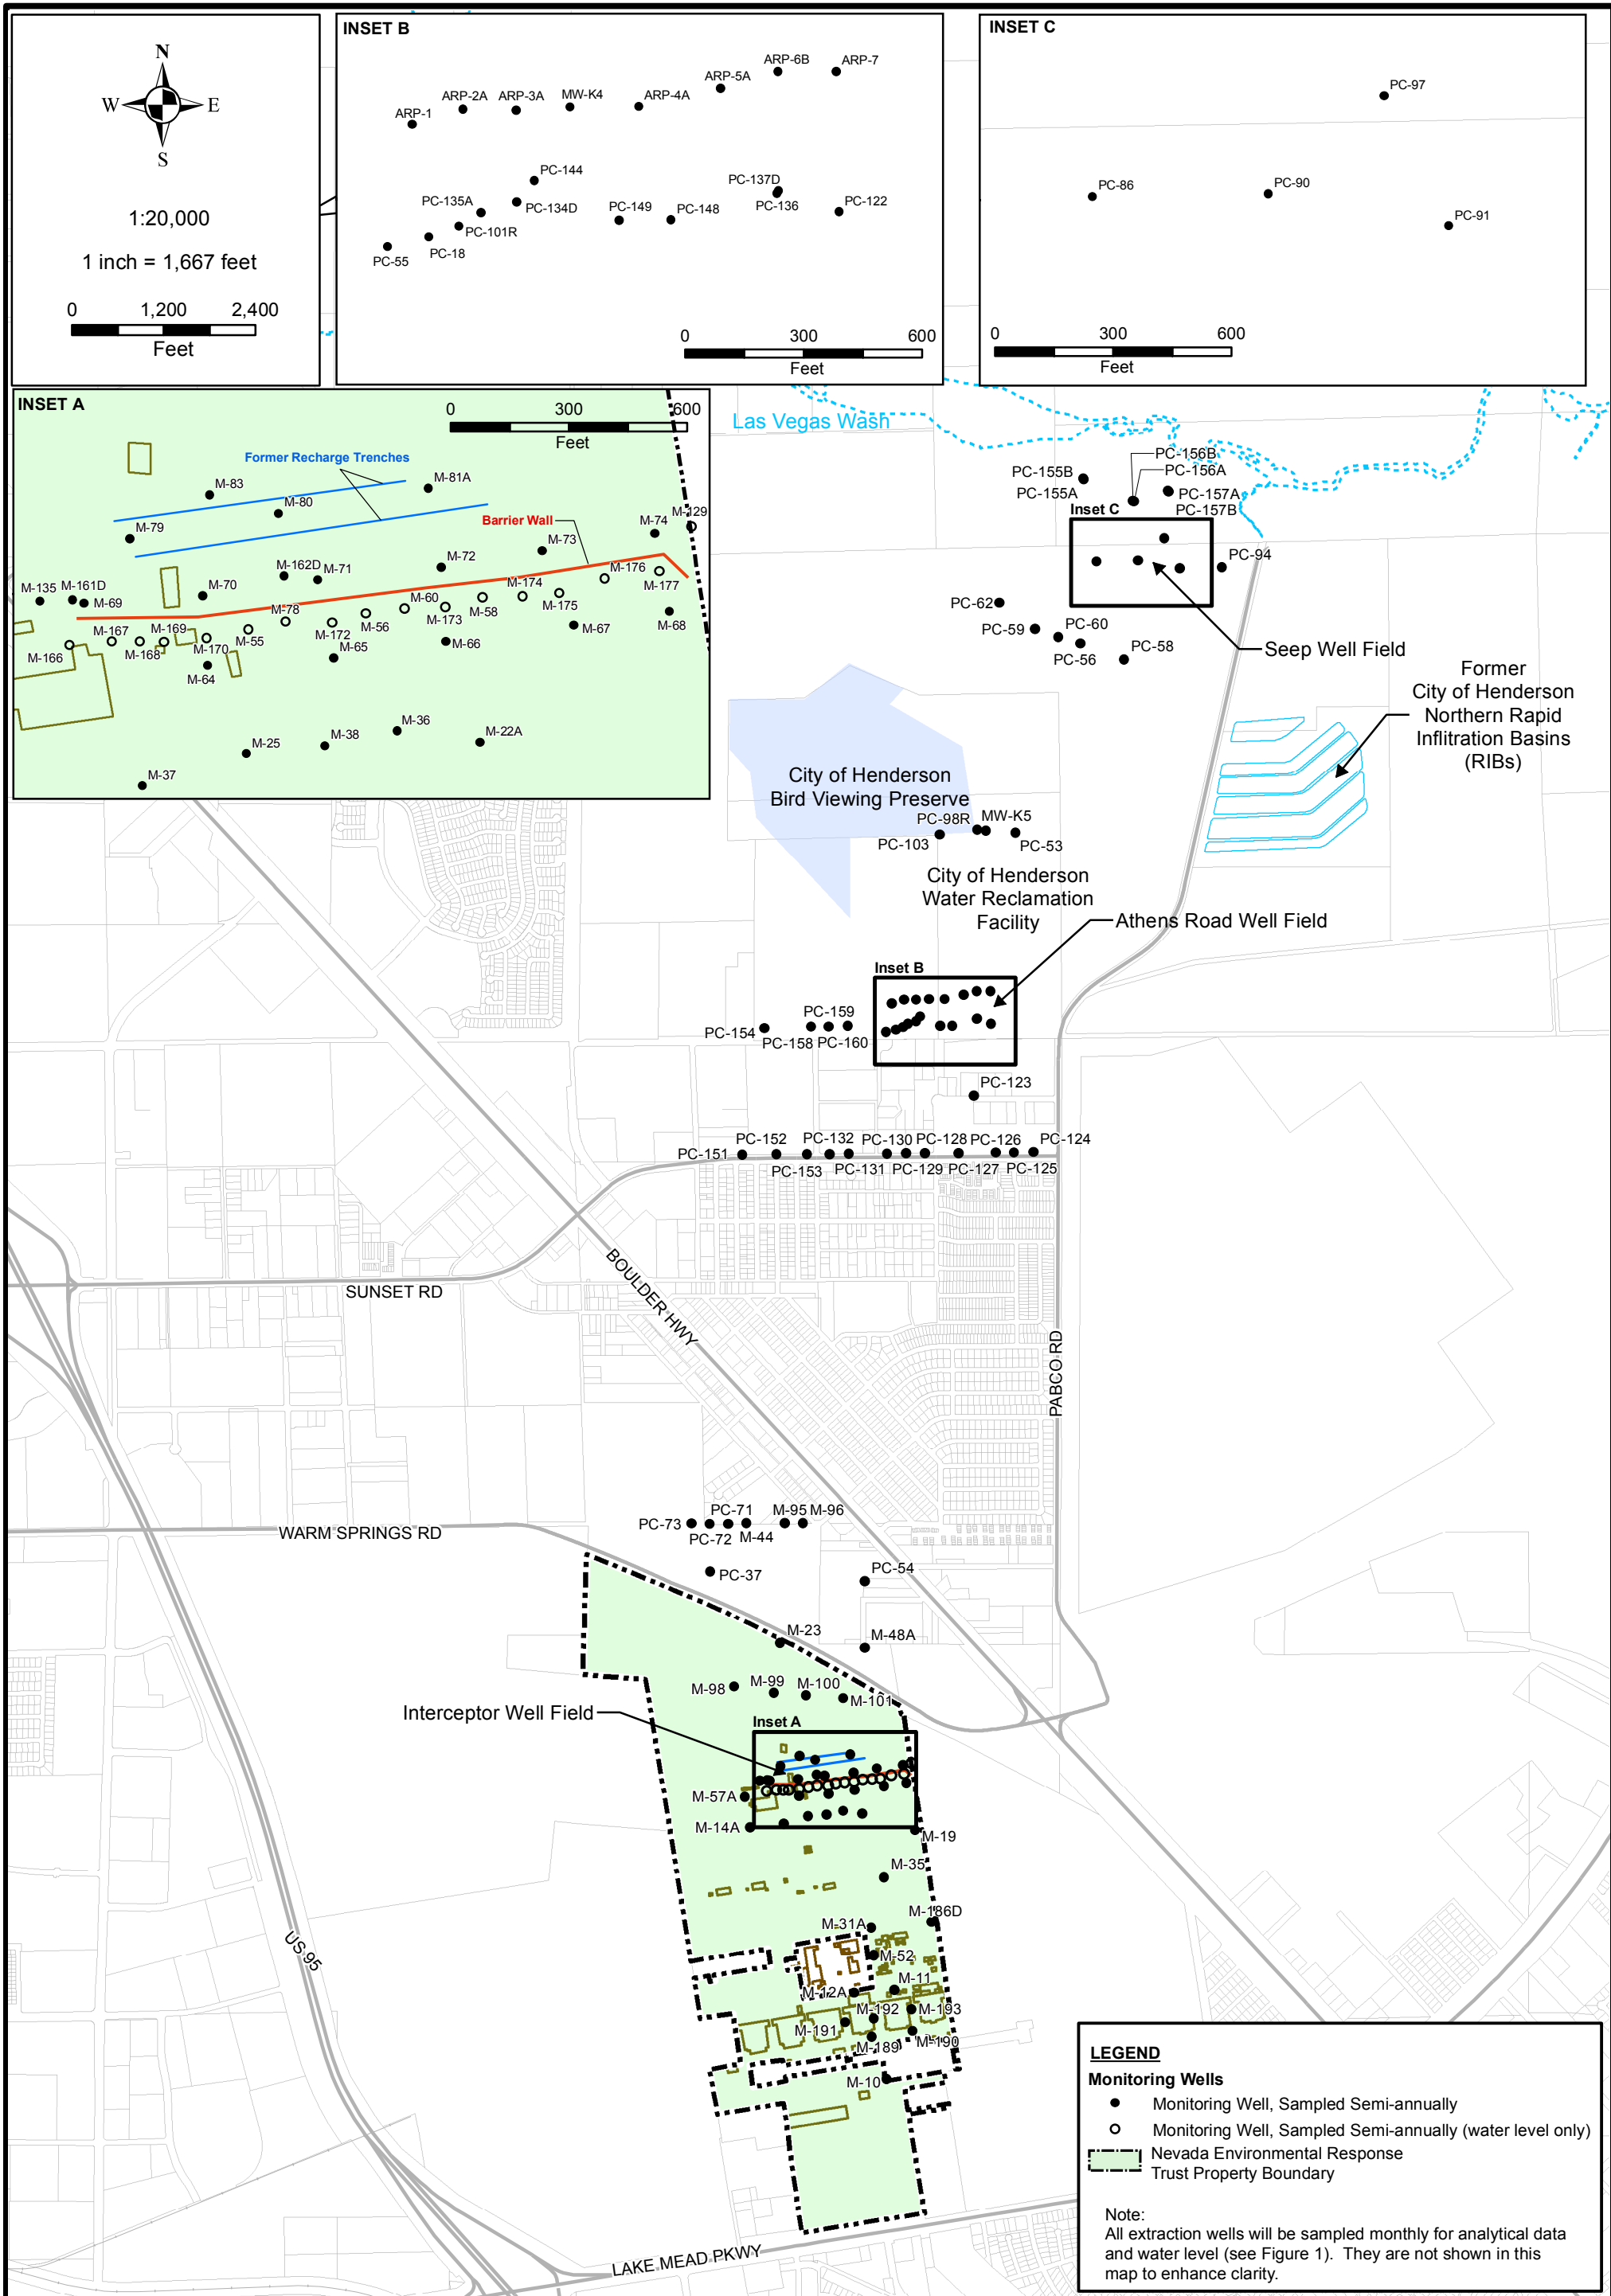 N
W
E
S
1:20,000
1 inch = 1,667 feet
0 1,200 2,400
Feet
INSET B
ARP-1
ARP-2A
ARP-3A
MW-K4
ARP-4A
ARP-5A
ARP-6B
ARP-7
PC-144
PC-135A
PC-134D
PC-101R
PC-18
PC-55
PC-149
PC-148
PC-137D
PC-136
PC-122
0 300 600
Feet
INSET C
PC-97
PC-86
PC-90
PC-91
0 300 600
Feet
INSET A
0 300 600
Feet
Former Recharge Trenches
M-83
M-81A
M-80
M-79
Barrier Wall
M-129
M-74
M-73
M-72
M-162D
M-71
M-135
M-161D
M-69
M-70
M-176
M-174
M-177
M-78
M-60
M-58
M-175
M-167
M-169
M-55
M-172
M-56
M-173
M-67
M-68
M-166
M-168
M-170
M-65
M-66
M-64
M-36
M-38
M-22A
M-25
M-37
Las Vegas Wash
PC-156B
PC-156A
PC-155B
PC-155A
PC-157A
PC-157B
Inset C
PC-94
PC-62
PC-59
PC-60
PC-56
PC-58
Seep Well Field
Former
City of Henderson
Northern Rapid
Inflitration Basins
(RIBs)
City of Henderson
Bird Viewing Preserve
PC-98R
MW-K5
PC-103
PC-53
City of Henderson
Water Reclamation
Facility
Athens Road Well Field
Inset B
PC-159
PC-154
PC-158
PC-160
PC-123
PC-152
PC-132
PC-130
PC-128
PC-126
PC-124
PC-151
PC-153
PC-131
PC-129
PC-127
PC-125
SUNSET RD
BOULDER HWY
PABCO RD
WARM SPRINGS RD
PC-71
M-95
M-96
PC-73
PC-72
M-44
PC-37
PC-54
M-23
M-48A
M-98
M-99
M-100
M-101
Interceptor Well Field
Inset A
M-57A
M-14A
M-19
M-35
M-186D
M-31A
M-52
M-11
M-12A
M-192
M-193
M-191
M-189
M-190
M-10
US 95
LAKE MEAD PKWY
LEGEND
Monitoring Wells
Monitoring Well, Sampled Semi-annually
Monitoring Well, Sampled Semi-annually (water level only)
Nevada Environmental Response
Trust Property Boundary
Note:
All extraction wells will be sampled monthly for analytical data
and water level (see Figure 1). They are not shown in this
map to enhance clarity.